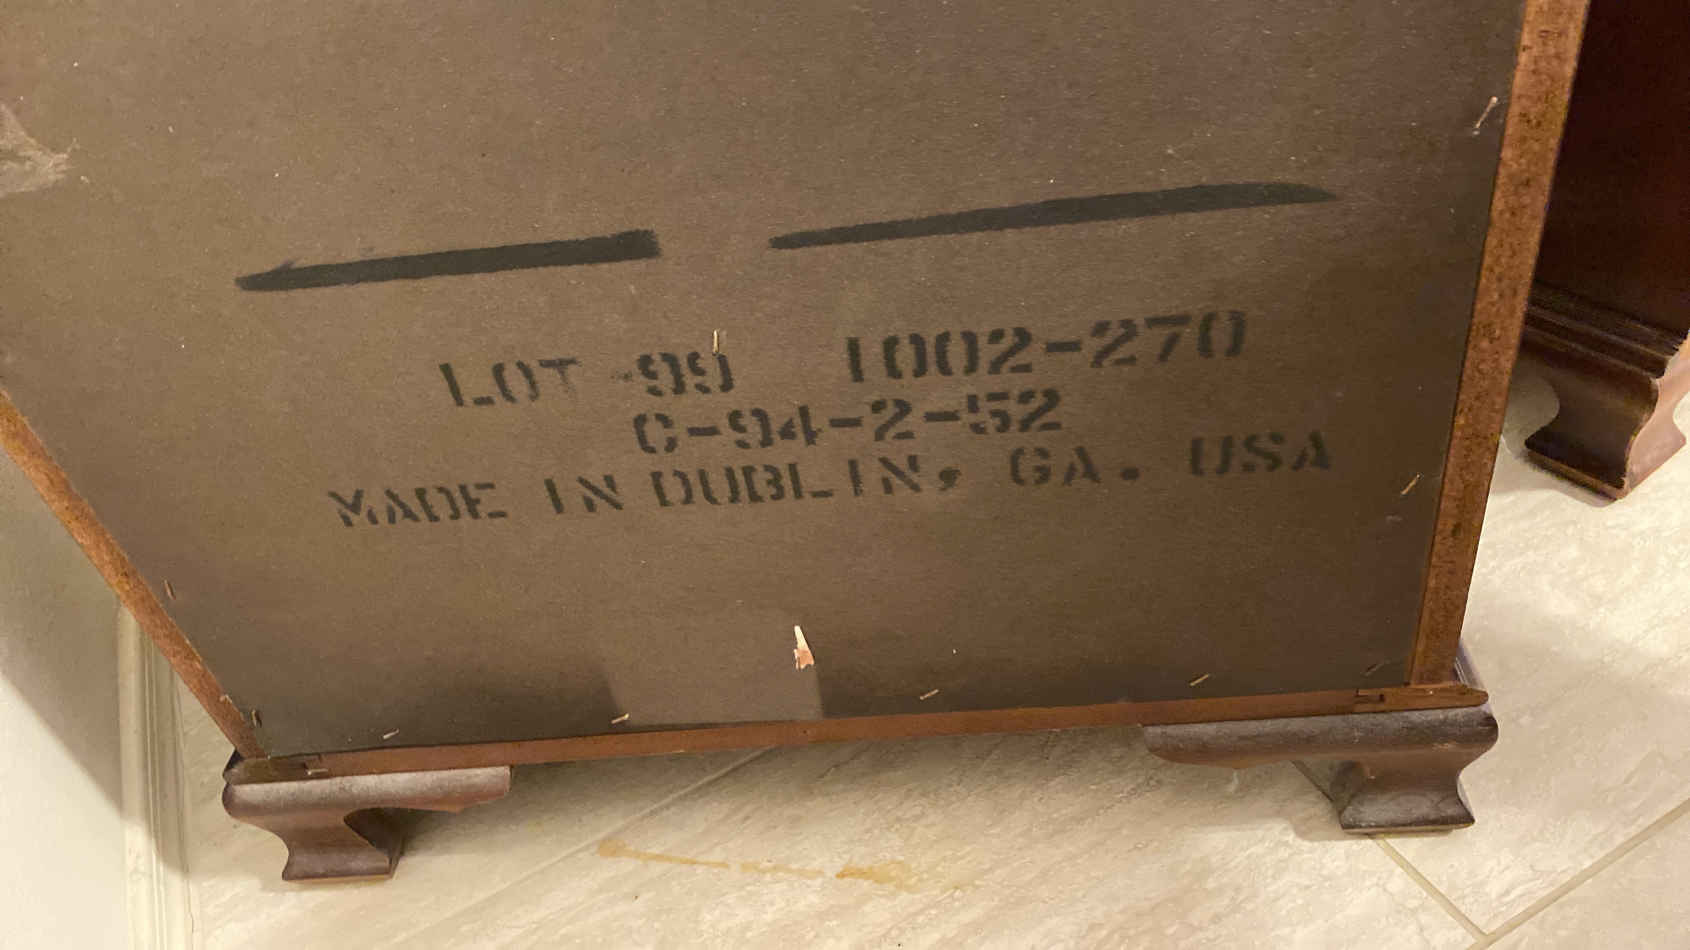 LOT 99 1002-270
C-94-2-52
MADE IN DUBLIN, GA. USA